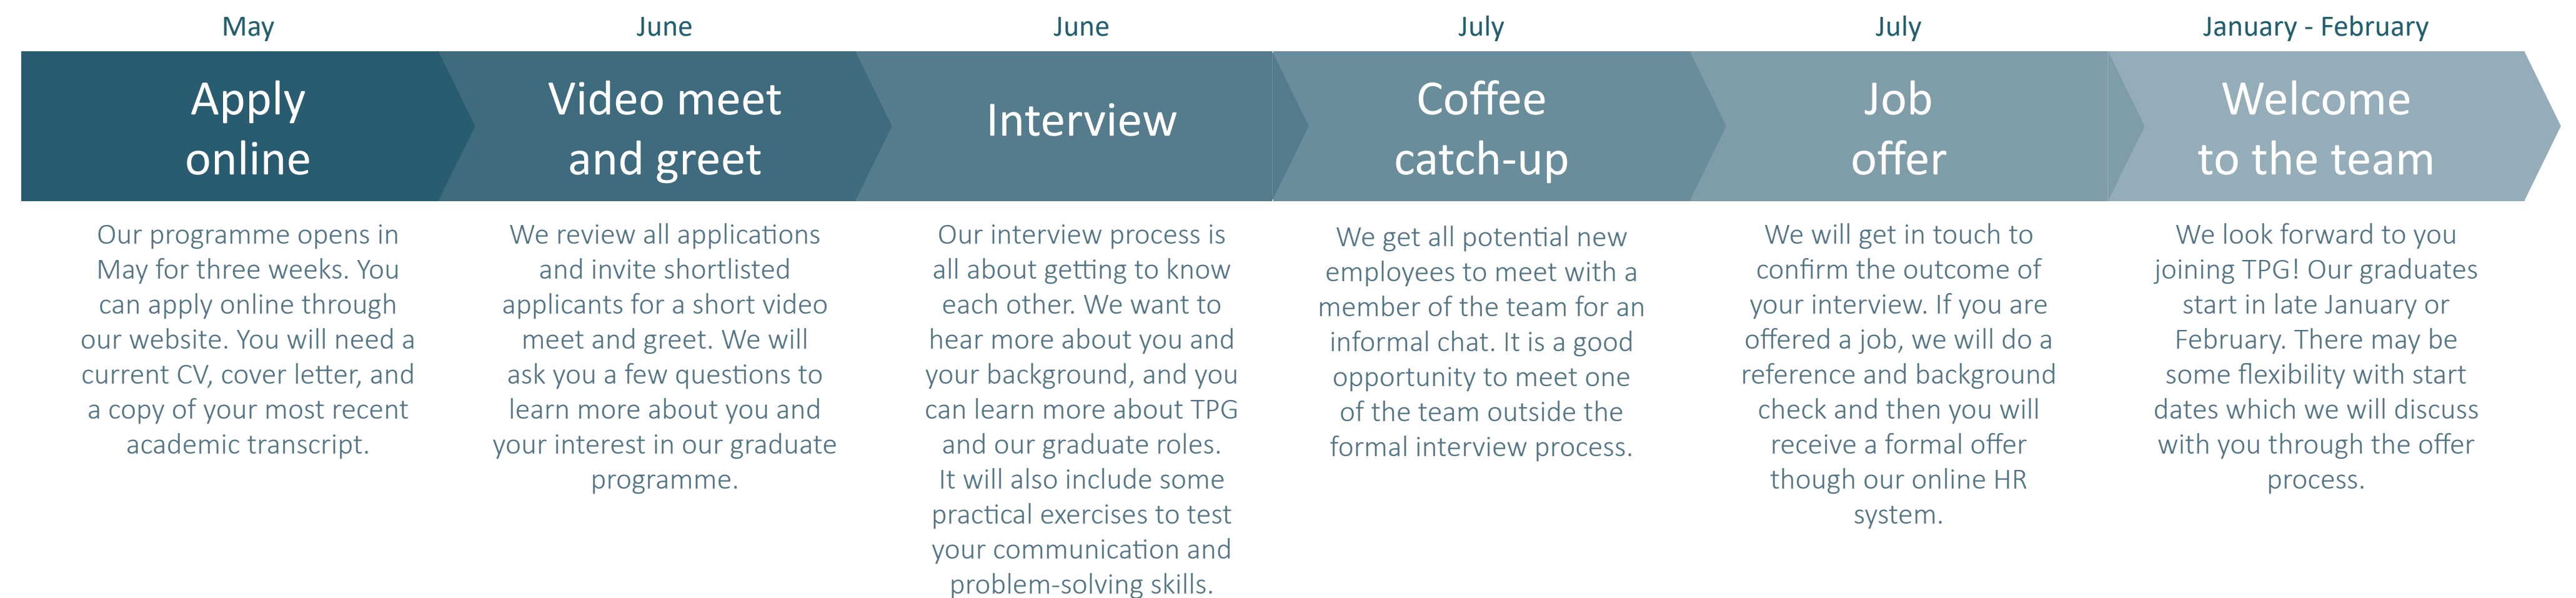 May
Apply
online
Our programme opens in
May for three weeks. You
can apply online through
our website. You will need a
current CV, cover letter, and
a copy of your most recent
academic transcript.
June
Video meet
and greet
We review all applications
and invite shortlisted
applicants for a short video
meet and greet. We will
ask you a few questions to
learn more about you and
your interest in our graduate
programme.
June
Interview
Our interview process is
all about getting to know
each other. We want to
hear more about you and
your background, and you
can learn more about TPG
and our graduate roles.
It will also include some
practical exercises to test
your communication and
problem-solving skills.
July
Coffee
catch-up
We get all potential new
employees to meet with a
member of the team for an
informal chat. It is a good
opportunity to meet one
of the team outside the
formal interview process.
July
Job
offer
We will get in touch to
confirm the outcome of
your interview. If you are
offered a job, we will do a
reference and background
check and then you will
receive a formal offer
though our online HR
system.
January - February
Welcome
to the team
We look forward to you
joining TPG! Our graduates
start in late January or
February. There may be
some flexibility with start
dates which we will discuss
with you through the offer
process.